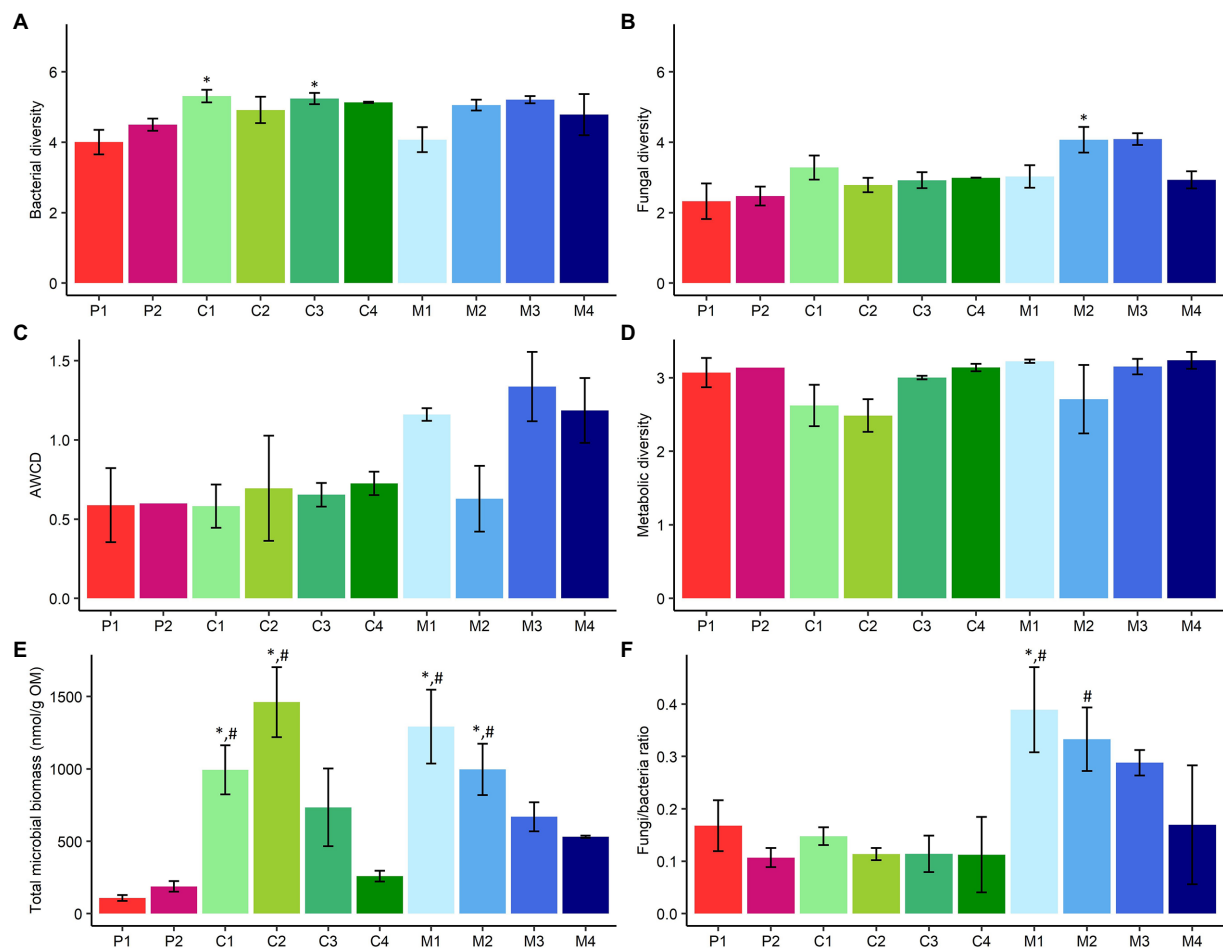 A
Bacterial diversity
6
4
2
0
* *
P1 P2 C1 C2 C3 C4 M1 M2 M3 M4
B
Fungal diversity
6
4
2
0
*
P1 P2 C1 C2 C3 C4 M1 M2 M3 M4
C
AWCD
1.5
1.0
0.5
0.0
P1 P2 C1 C2 C3 C4 M1 M2 M3 M4
D
Metabolic diversity
3
2
1
0
P1 P2 C1 C2 C3 C4 M1 M2 M3 M4
E
Total microbial biomass (nmol/g OM)
1500
1000
500
0
*,# *,# *,# *,#
P1 P2 C1 C2 C3 C4 M1 M2 M3 M4
F
Fungi/bacteria ratio
0.4
0.3
0.2
0.1
0.0
*,# #
P1 P2 C1 C2 C3 C4 M1 M2 M3 M4